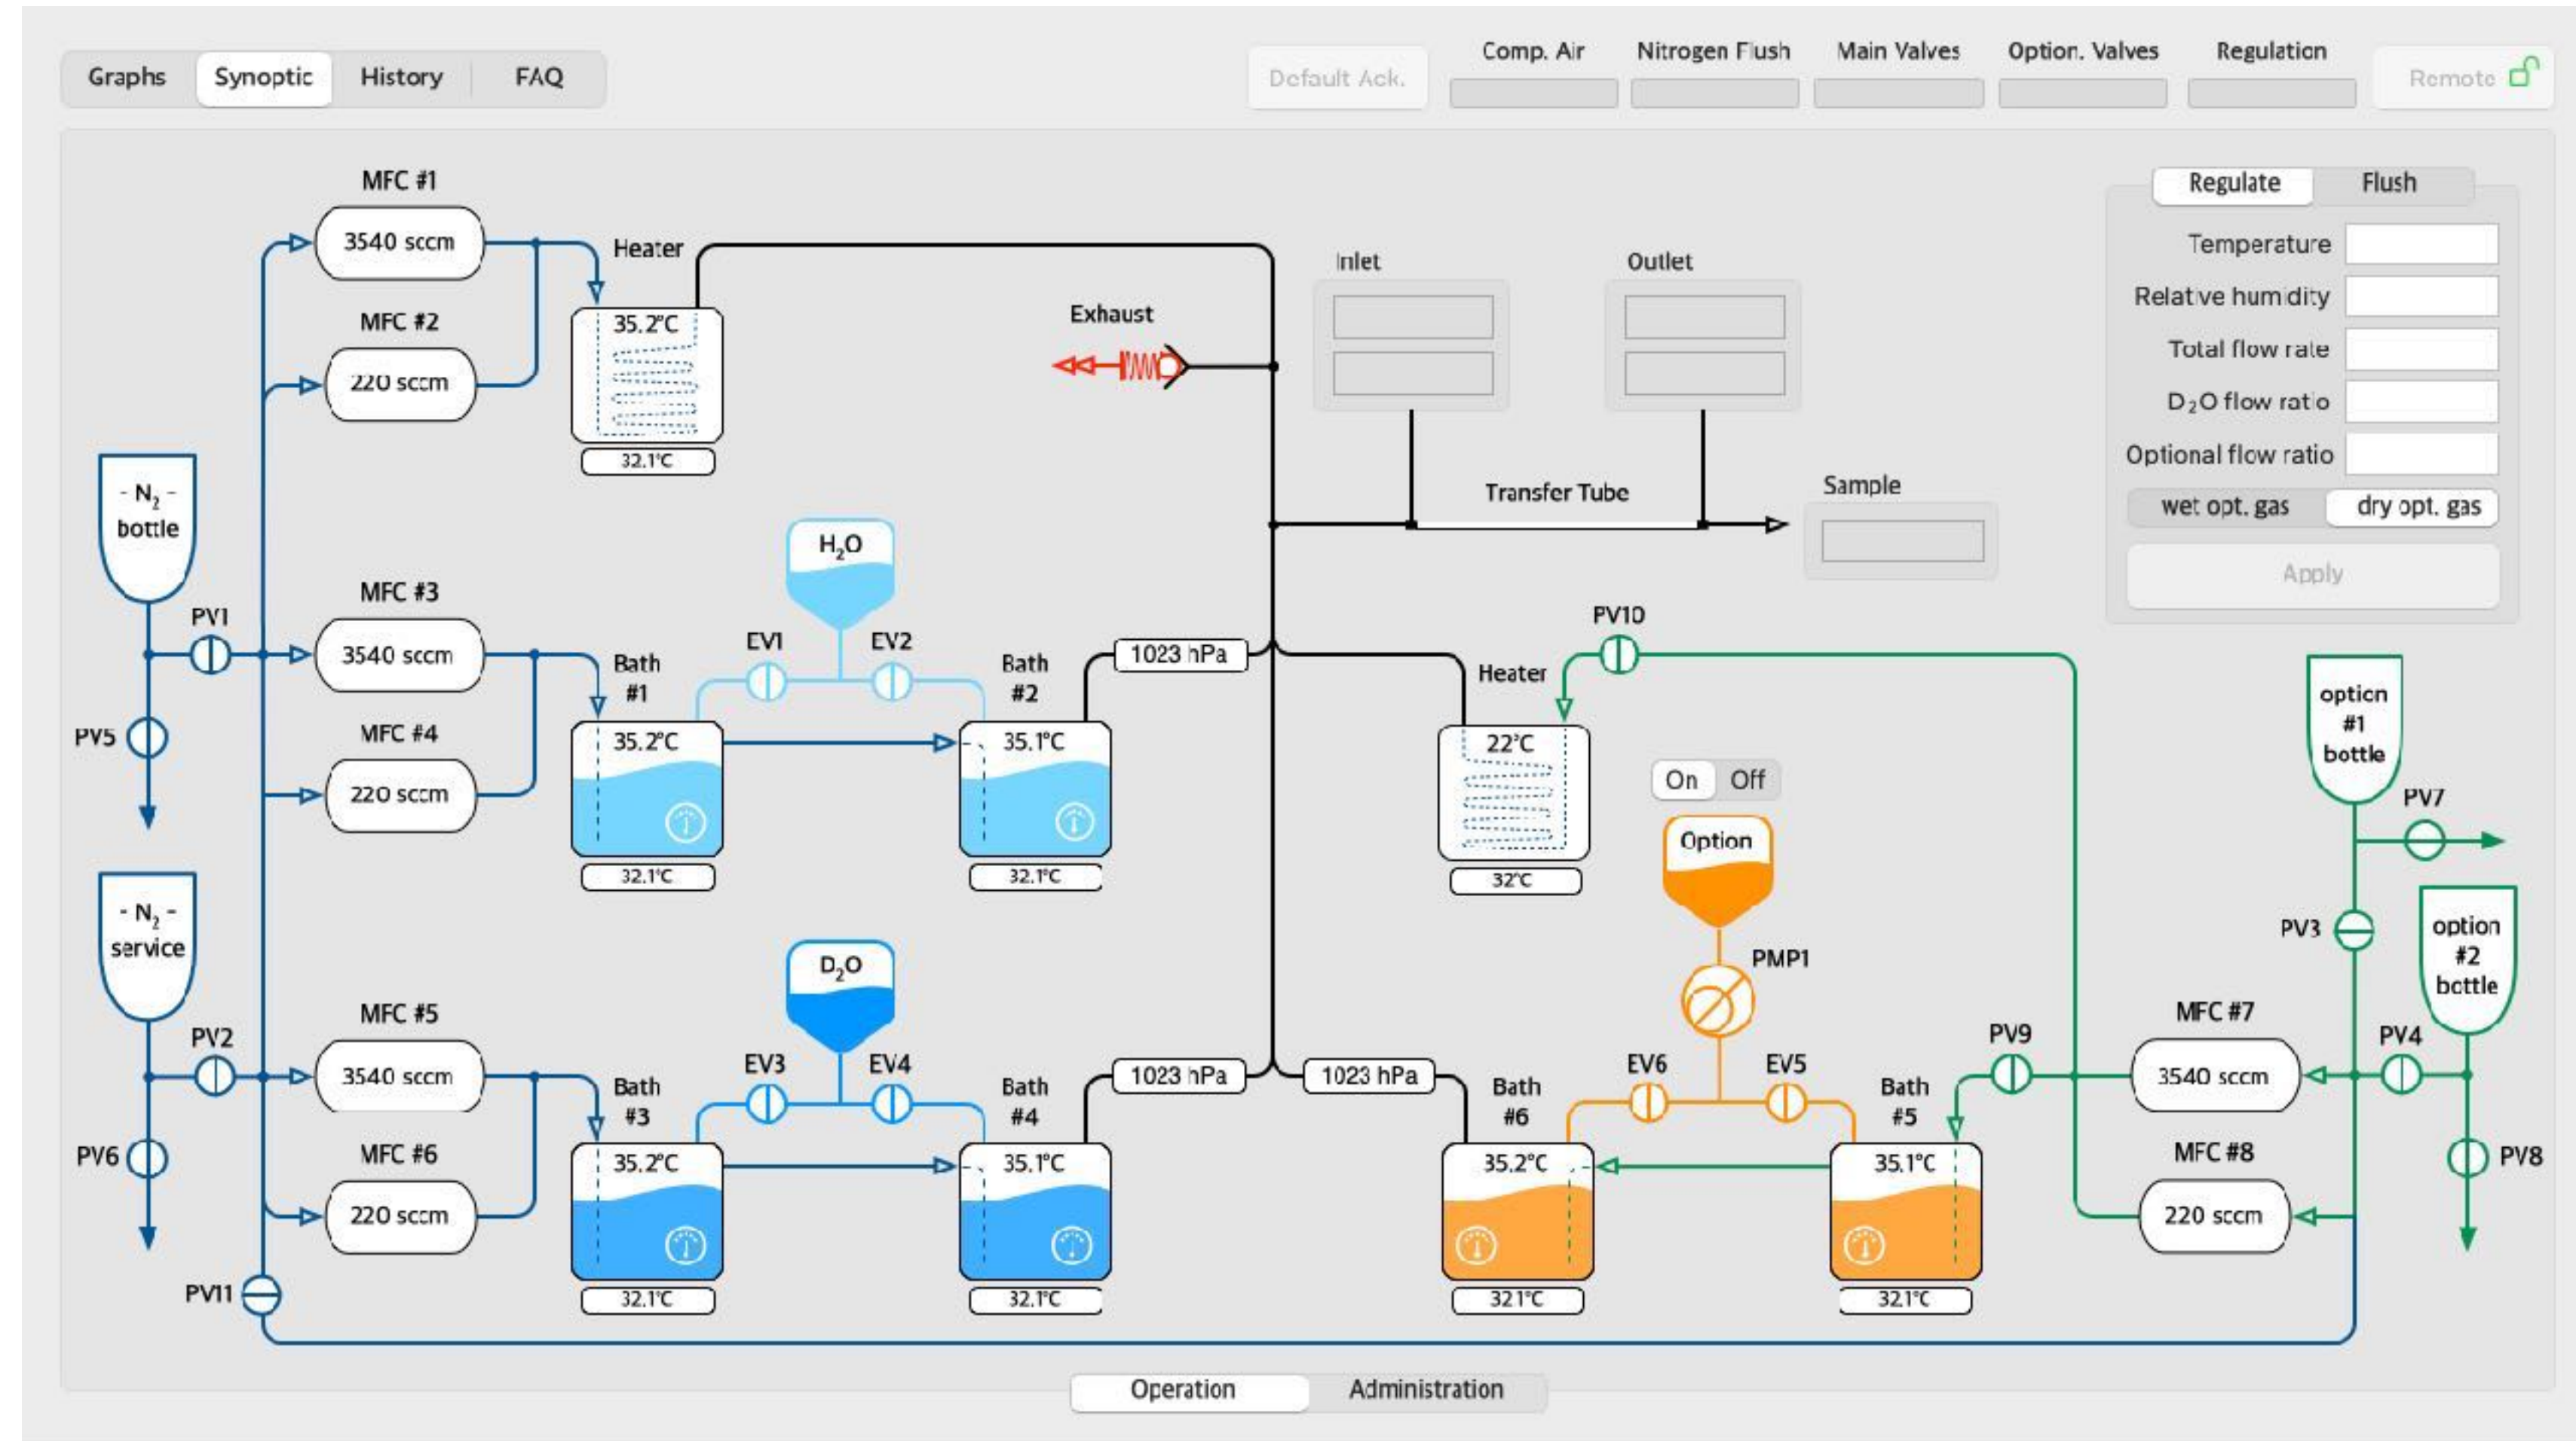 Graphs
Synoptic
History
FAQ
Default Ack.
Comp. Air
Nitrogen Flush
Main Valves
Option. Valves
Regulation
Remote
MFC #1
3540 sccm
MFC #2
220 sccm
Heater
35.2°C
32.1°C
Exhaust
Inlet
Outlet
Transfer Tube
Sample
Regulate
Flush
Temperature
Relative humidity
Total flow rate
D₂O flow ratio
Optional flow ratio
wet opt. gas
dry opt. gas
Apply
- N₂ -
bottle
PV1
PV5
MFC #3
3540 sccm
MFC #4
220 sccm
Bath
#1
35.2°C
32.1°C
H₂O
EV1
EV2
Bath
#2
35.1°C
32.1°C
1023 hPa
PV10
Heater
22°C
32°C
On
Off
Option
PMP1
option
#1
bottle
PV7
PV3
option
#2
bottle
- N₂ -
service
PV2
PV6
PV11
MFC #5
3540 sccm
MFC #6
220 sccm
Bath
#3
35.2°C
32.1°C
D₂O
EV3
EV4
Bath
#4
35.1°C
32.1°C
1023 hPa
1023 hPa
Bath
#6
35.2°C
32.1°C
EV6
EV5
Bath
#5
35.1°C
32.1°C
PV9
MFC #7
3540 sccm
MFC #8
220 sccm
PV4
PV8
Operation
Administration